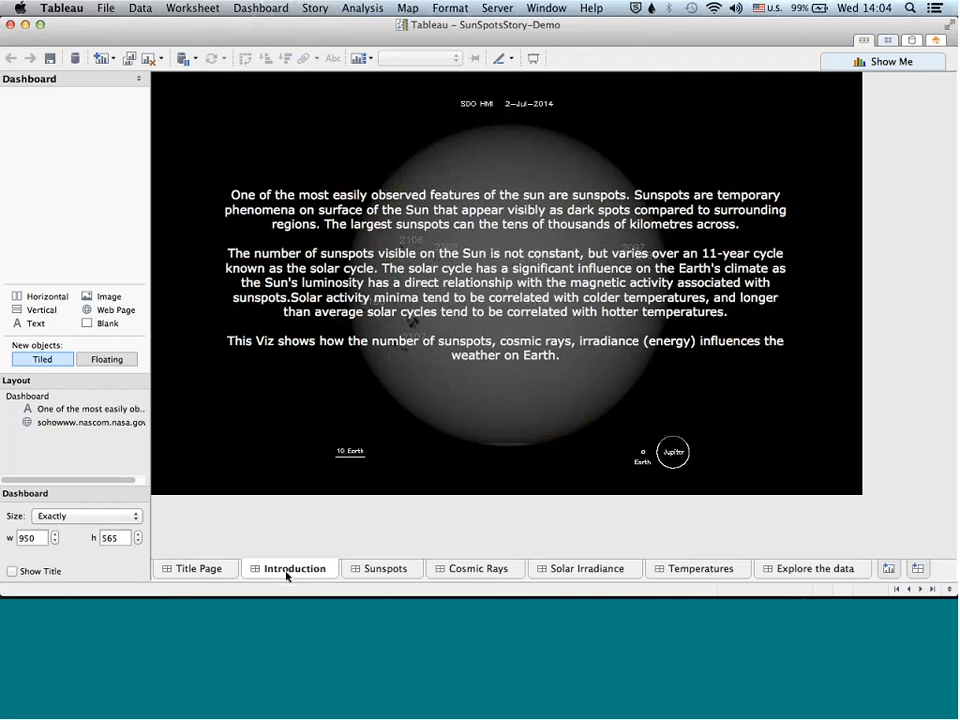 Tableau File Data Worksheet Dashboard Story Analysis Map Format Server Window Help U.S. 99% Wed 14:04
Tableau - SunSpotsStory-Demo
Abc
Show Me
Dashboard
SDO HMI 2-Jul-2014
One of the most easily observed features of the sun are sunspots. Sunspots are temporary
phenomena on surface of the Sun that appear visibly as dark spots compared to surrounding
regions. The largest sunspots can the tens of thousands of kilometres across.
2106
The number of sunspots visible on the Sun is not constant, but varies over an 11-year cycle
known as the solar cycle. The solar cycle has a significant influence on the Earth's climate as
the Sun's luminosity has a direct relationship with the magnetic activity associated with
sunspots.Solar activity minima tend to be correlated with colder temperatures, and longer
than average solar cycles tend to be correlated with hotter temperatures.
This Viz shows how the number of sunspots, cosmic rays, irradiance (energy) influences the
weather on Earth.
10 Earth
Earth
Jupiter
Horizontal Image
Vertical Web Page
Text Blank
New objects:
Tiled Floating
Layout
Dashboard
One of the most easily ob..
sohowww.nascom.nasa.gov
Dashboard
Size: Exactly
w 950 h 565
Show Title
Title Page Introduction Sunspots Cosmic Rays Solar Irradiance Temperatures Explore the data